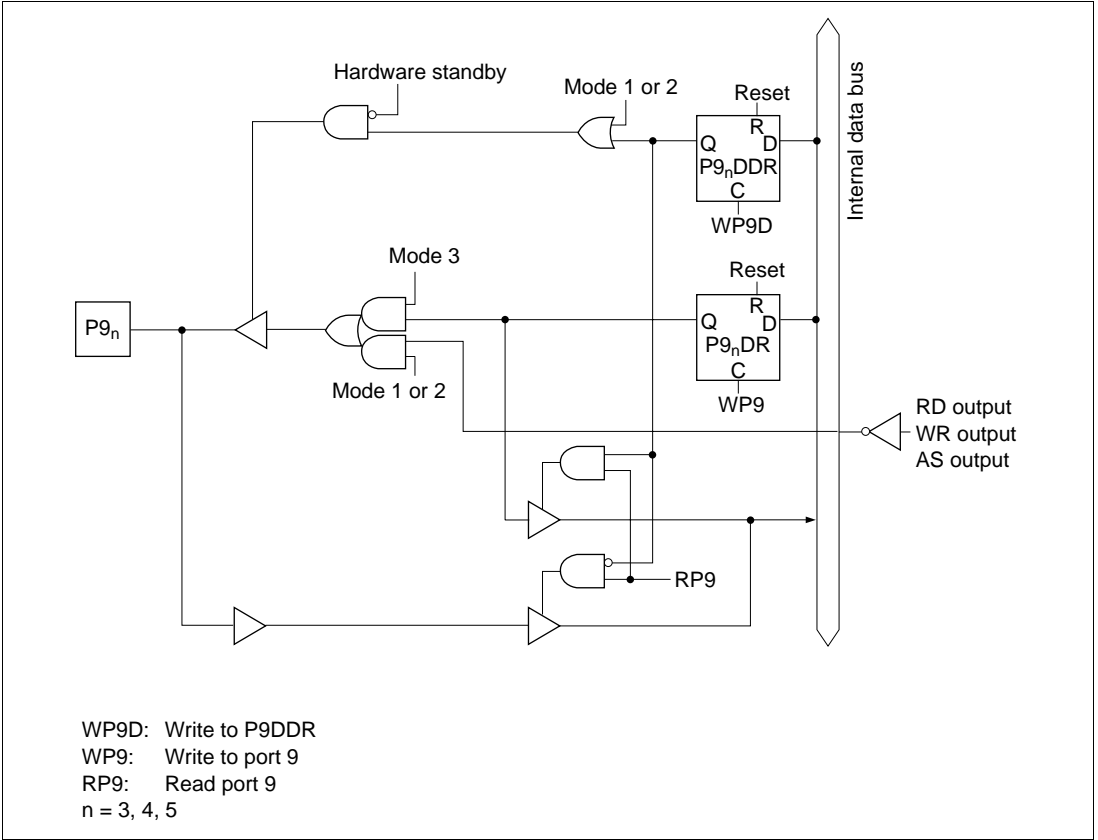 Hardware standby
Mode 1 or 2
Reset
R
Q
D
P9nDDR
C
WP9D
Internal data bus
Mode 3
Reset
R
Q
D
P9nDR
C
WP9
P9n
Mode 1 or 2
RD output
WR output
AS output
RP9
WP9D: Write to P9DDR
WP9: Write to port 9
RP9: Read port 9
n = 3, 4, 5